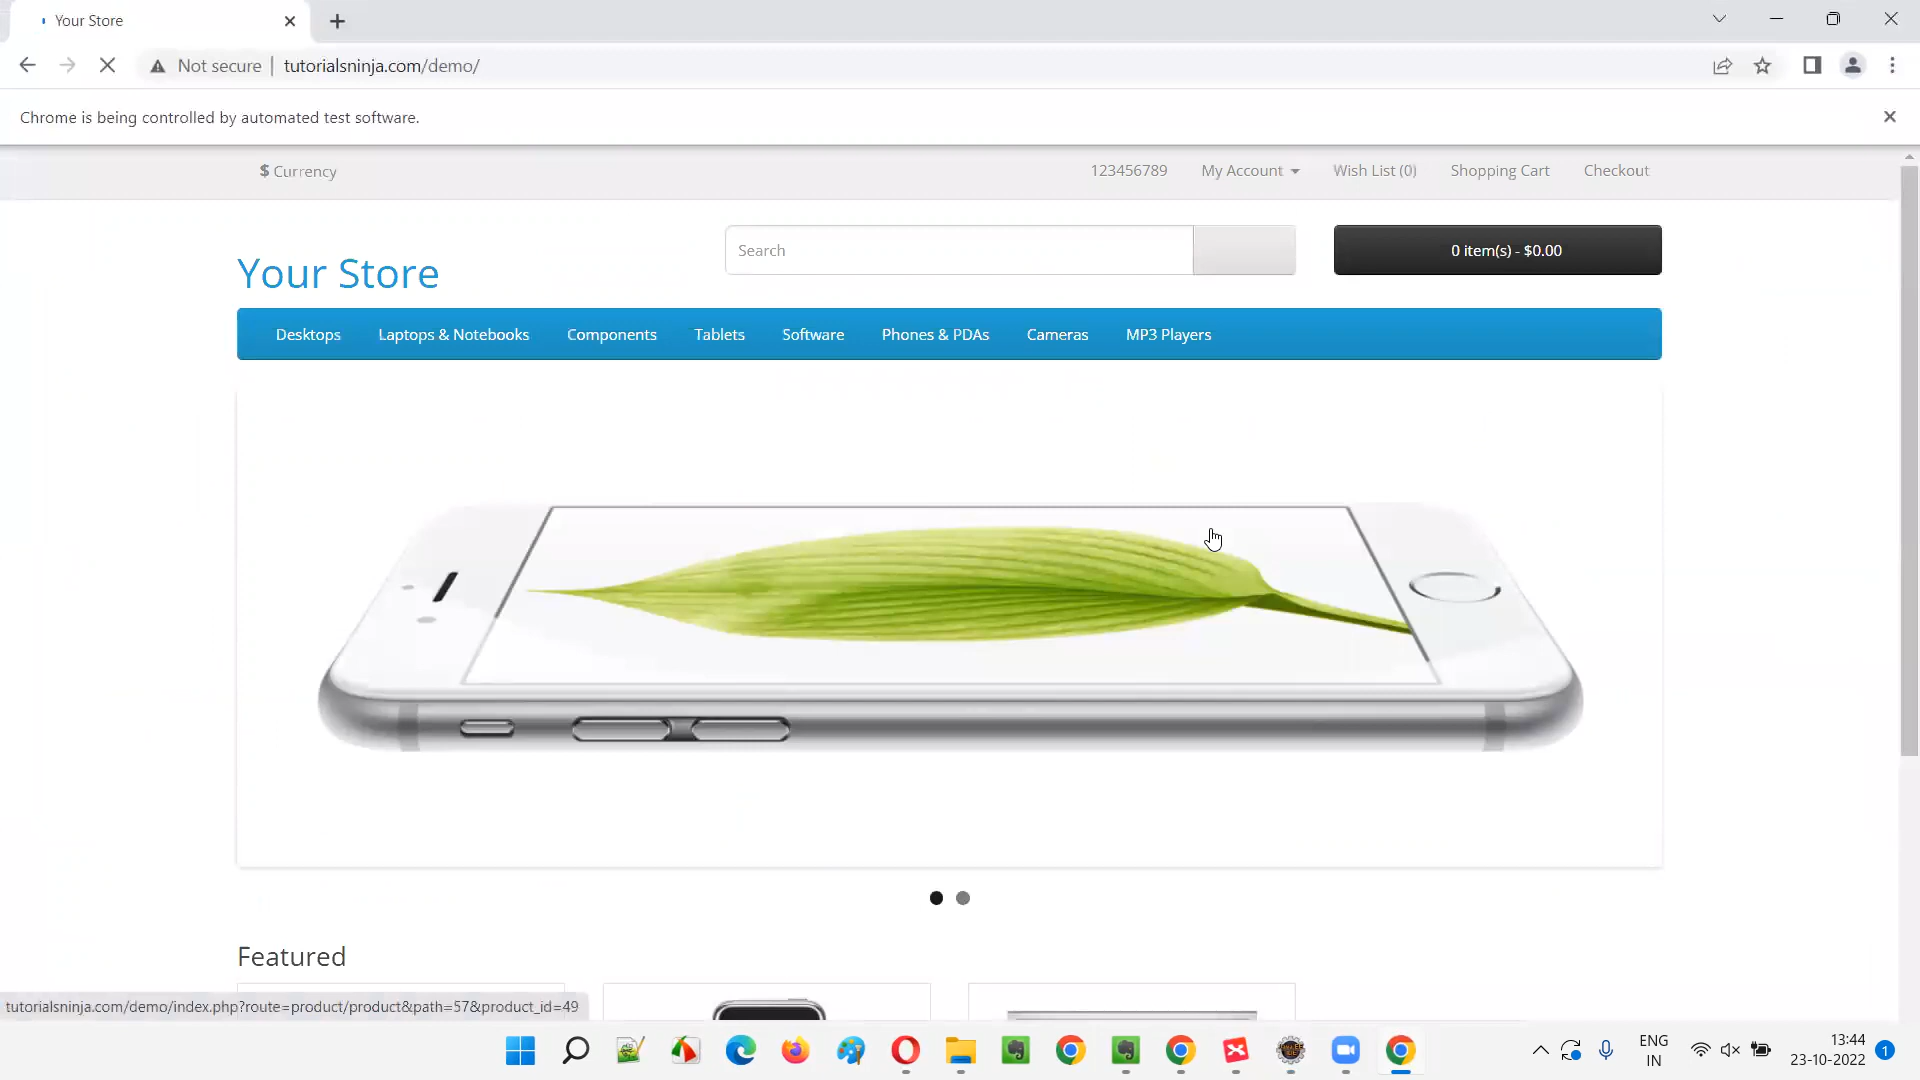 Your Store
Not secure | tutorialsninja.com/demo/
Chrome is being controlled by automated test software.
$ Currency
123456789 My Account Wish List (0) Shopping Cart Checkout
Search
0 item(s) - $0.00
Your Store
Desktops Laptops & Notebooks Components Tablets Software Phones & PDAs Cameras MP3 Players
Featured
tutorialsninja.com/demo/index.php?route=product/product&path=57&product_id=49
ENG
IN
13:44
23-10-2022
1